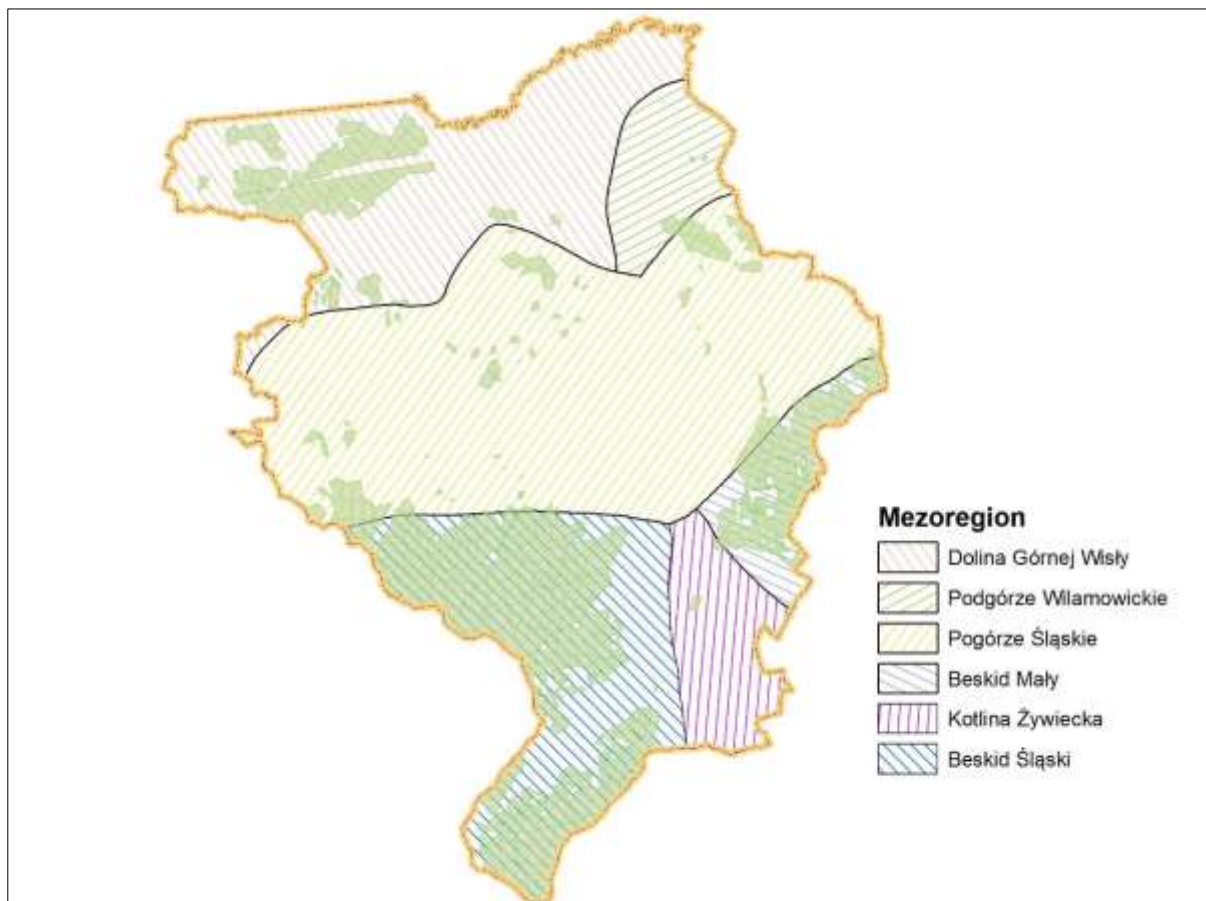 Mezoregion
Dolina Górnej Wisły
Podgórze Wilamowickie
Pogórze Śląskie
Beskid Mały
Kotlina Żywiecka
Beskid Śląski